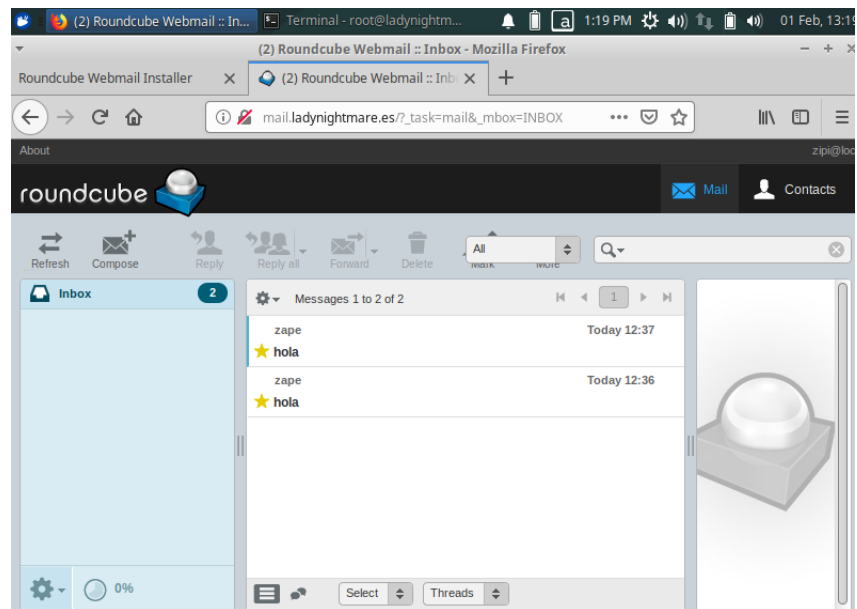 (2) Roundcube Webmail :: In... Terminal - root@ladynightm... a 1:19 PM 01 Feb, 13:19
(2) Roundcube Webmail :: Inbox - Mozilla Firefox
Roundcube Webmail Installer (2) Roundcube Webmail :: Inb
mail.ladynightmare.es/?_task=mail&_mbox=INBOX
About zipi@loc
roundcube Mail Contacts
All
Refresh Compose Reply Reply all Forward Delete Mark More
Inbox 2
Messages 1 to 2 of 2 1
zape Today 12:37
hola
zape Today 12:36
hola
0% Select Threads